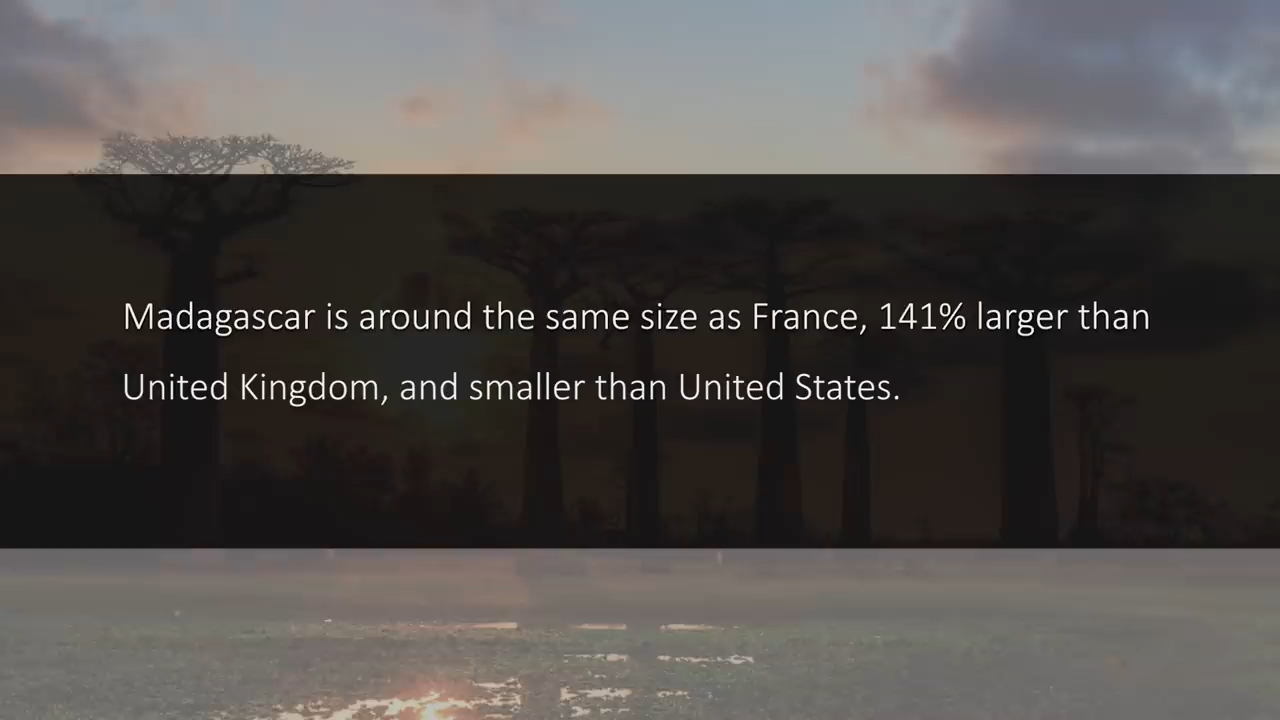 Madagascar is around the same size as France, 141% larger than
United Kingdom, and smaller than United States.